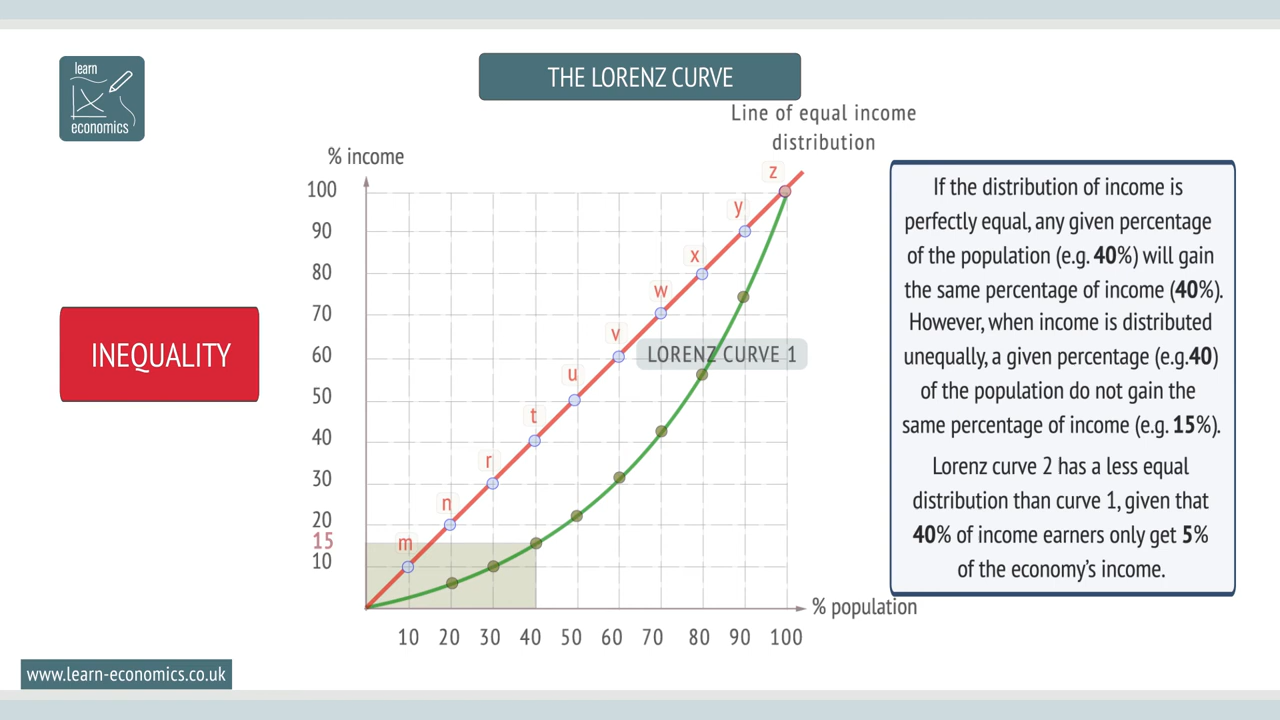 learn
economics
THE LORENZ CURVE
Line of equal income
distribution
% income
100
90
80
70
60
50
40
30
20
15
10
z
y
x
w
v
u
t
r
n
m
LORENZ CURVE 1
10 20 30 40 50 60 70 80 90 100
% population
INEQUALITY
If the distribution of income is
perfectly equal, any given percentage
of the population (e.g. 40%) will gain
the same percentage of income (40%).
However, when income is distributed
unequally, a given percentage (e.g.40)
of the population do not gain the
same percentage of income (e.g. 15%).
Lorenz curve 2 has a less equal
distribution than curve 1, given that
40% of income earners only get 5%
of the economy's income.
www.learn-economics.co.uk